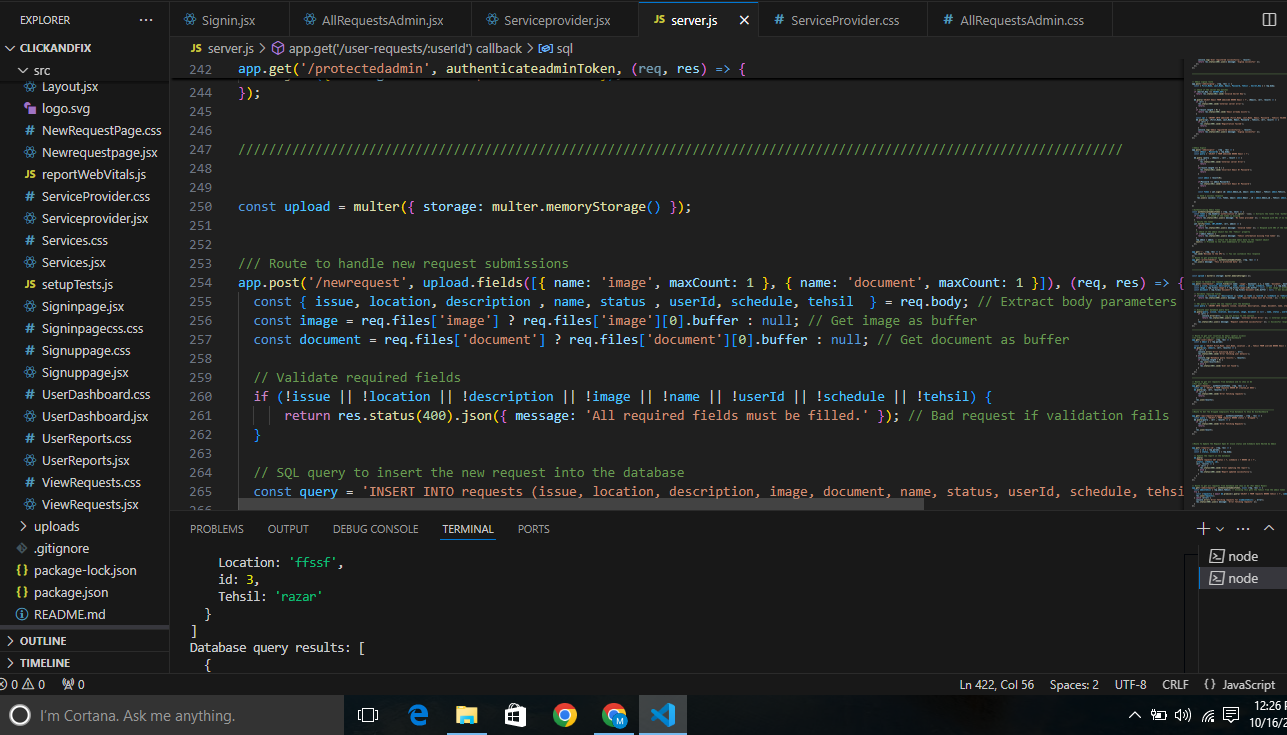 EXPLORER ...
Signin.jsx AllRequestsAdmin.jsx Serviceprovider.jsx JS server.js × # ServiceProvider.css # AllRequestsAdmin.css
CLICKANDFIX
src
Layout.jsx
logo.svg
# NewRequestPage.css
Newrequestpage.jsx
JS reportWebVitals.js
# ServiceProvider.css
Serviceprovider.jsx
# Services.css
Services.jsx
JS setupTests.js
Signinpage.jsx
# Signinpagecss.css
# Signuppage.css
Signuppage.jsx
# UserDashboard.css
UserDashboard.jsx
# UserReports.css
UserReports.jsx
# ViewRequests.css
ViewRequests.jsx
uploads
.gitignore
{} package-lock.json
{} package.json
README.md
OUTLINE
TIMELINE
JS server.js > app.get('/user-requests/:userId') callback > sql
242 app.get('/protectedadmin', authenticateadminToken, (req, res) => {
244 });
245
246
247 ///////////////////////////////////////////////////////////////////////////////////////////////////////////////////
248
249
250 const upload = multer({ storage: multer.memoryStorage() });
251
252
253 /// Route to handle new request submissions
254 app.post('/newrequest', upload.fields([{ name: 'image', maxCount: 1 }, { name: 'document', maxCount: 1 }]), (req, res) => {
255 const { issue, location, description , name, status , userId, schedule, tehsil } = req.body; // Extract body parameters
256 const image = req.files['image'] ? req.files['image'][0].buffer : null; // Get image as buffer
257 const document = req.files['document'] ? req.files['document'][0].buffer : null; // Get document as buffer
258
259 // Validate required fields
260 if (!issue || !location || !description || !image || !name || !userId || !schedule || !tehsil) {
261 return res.status(400).json({ message: 'All required fields must be filled.' }); // Bad request if validation fails
262 }
263
264 // SQL query to insert the new request into the database
265 const query = 'INSERT INTO requests (issue, location, description, image, document, name, status, userId, schedule, tehsi
266
PROBLEMS OUTPUT DEBUG CONSOLE TERMINAL PORTS
Location: 'ffssf',
id: 3,
Tehsil: 'razar'
}
]
Database query results: [
{
node
node
0 0 0 Ln 422, Col 56 Spaces: 2 UTF-8 CRLF {} JavaScript
I'm Cortana. Ask me anything.
12:26
10/16/2